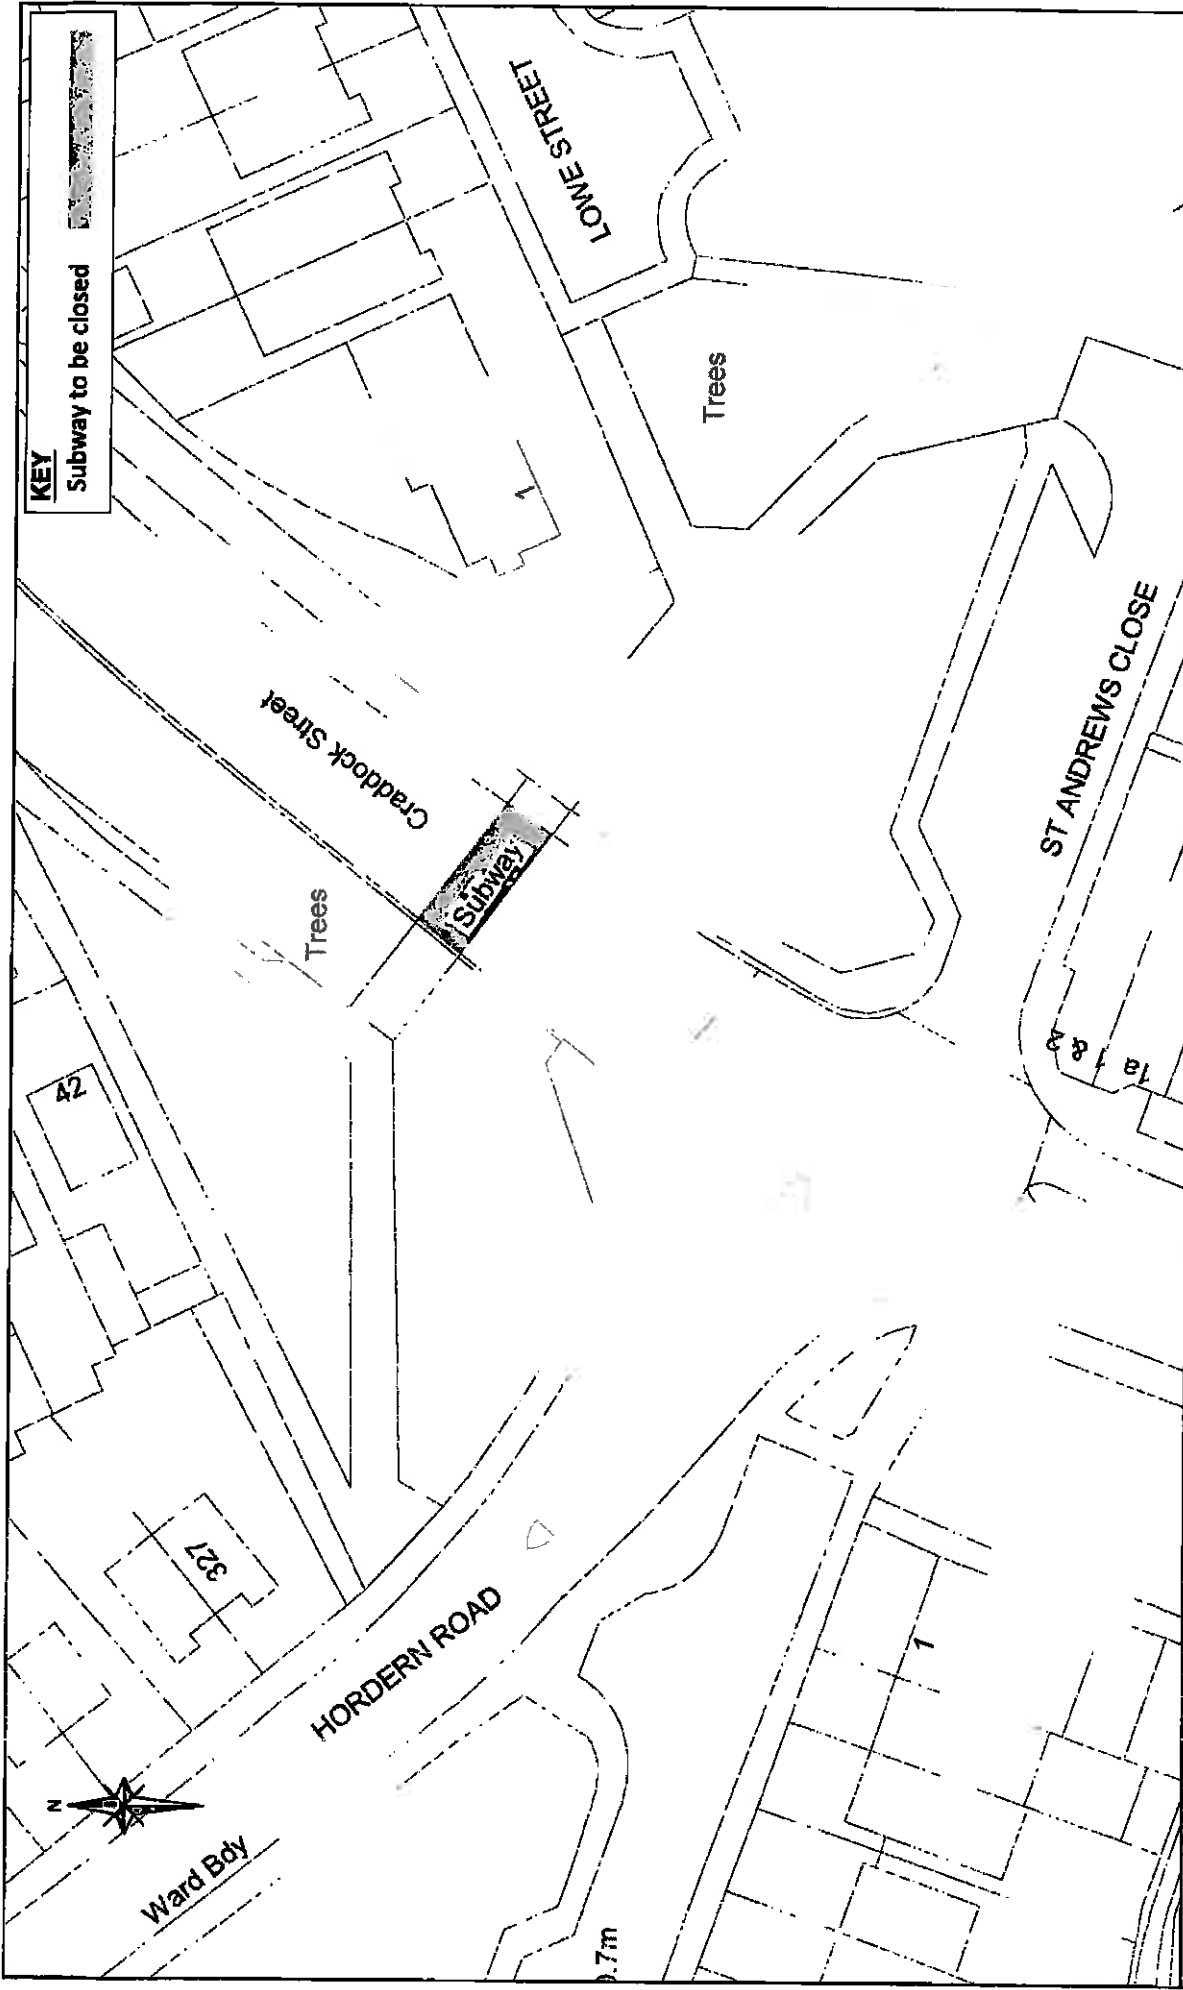 KEY
Subway to be closed
LOWE STREET
Trees
1
Craddock Street
Subway
Trees
ST ANDREWS CLOSE
42
1a 1 & 2
327
HORDERN ROAD
1
N
Ward Bdy
.7m